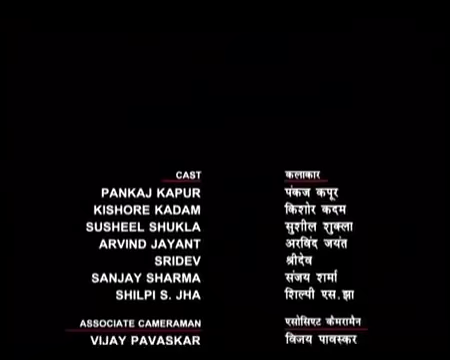 CAST कलाकार
PANKAJ KAPUR पंकज कपूर
KISHORE KADAM किशोर कदम
SUSHEEL SHUKLA सुशील शुक्ला
ARVIND JAYANT अरविंद जयंत
SRIDEV श्रीदेव
SANJAY SHARMA संजय शर्मा
SHILPI S. JHA शिल्पी एस. झा
ASSOCIATE CAMERAMAN एसोसिएट कैमरामैन
VIJAY PAVASKAR विजय पावस्कर